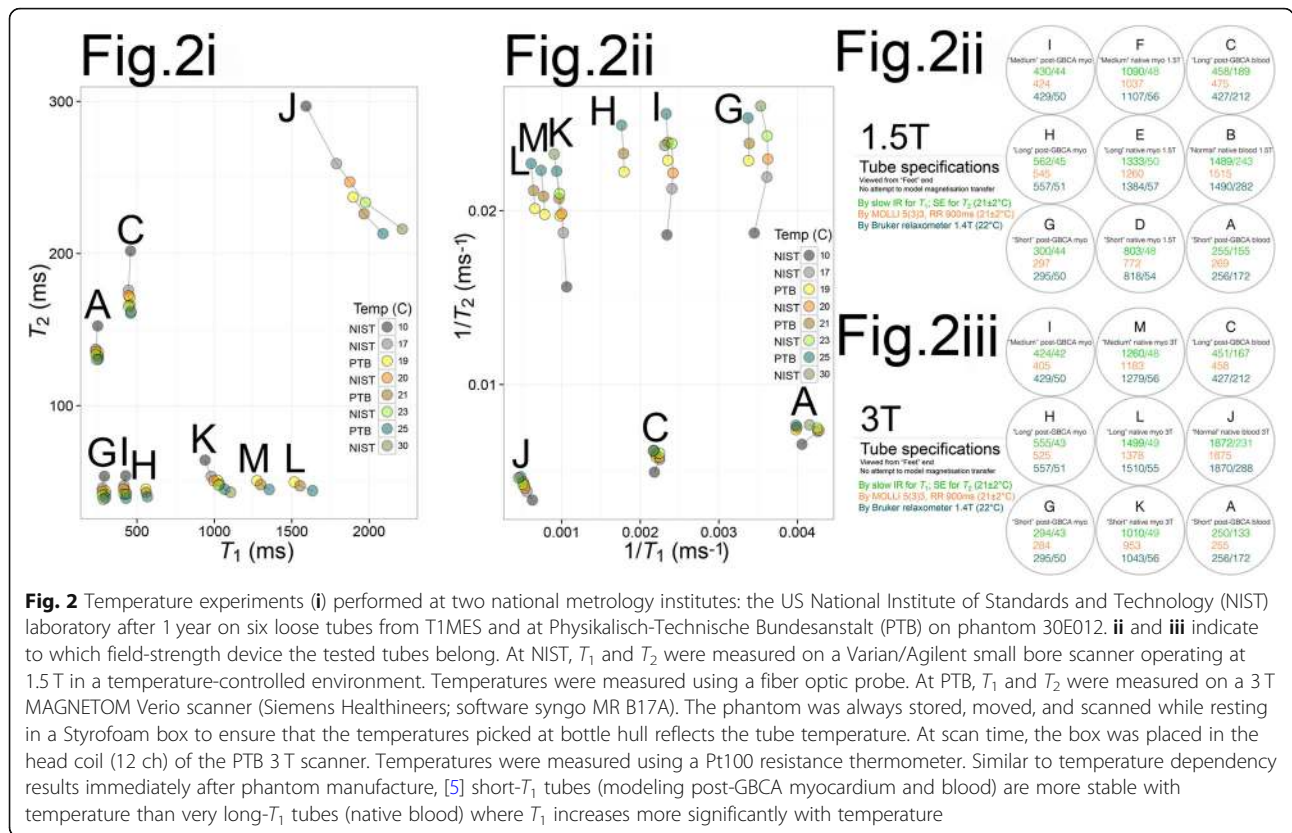 Fig.2i
T2 (ms)
300
200
100
J
C
A
G I H
K
M
L
Temp (C)
NIST 10
NIST 17
PTB 19
NIST 20
PTB 21
NIST 23
PTB 25
NIST 30
500 1000 1500 2000
T1 (ms)
Fig.2ii
1/T2 (ms-1)
0.02
0.01
L M K
H
I
G
J
C
A
Temp (C)
NIST 10
NIST 17
PTB 19
NIST 20
PTB 21
NIST 23
PTB 25
NIST 30
0.001 0.002 0.003 0.004
1/T1 (ms-1)
Fig.2ii
1.5T
Tube specifications
Viewed from "Feet" end
No attempt to model magnetisation transfer
By slow IR for T1; SE for T2 (21±2°C)
By MOLLI 5(3)3, RR 900ms (21±2°C)
By Bruker relaxometer 1.4T (22°C)
I
"Medium" post-GBCA myo
430/44
424
429/50
F
"Medium" native myo 1.5T
1090/48
1037
1107/56
C
"Long" post-GBCA blood
458/189
475
427/212
H
"Long" post-GBCA myo
562/45
545
557/51
E
"Long" native myo 1.5T
1333/50
1260
1384/57
B
"Normal" native blood 1.5T
1489/243
1515
1490/282
G
"Short" post-GBCA myo
300/44
297
295/50
D
"Short" native myo 1.5T
803/48
772
818/54
A
"Short" post-GBCA blood
255/155
269
256/172
Fig.2iii
3T
Tube specifications
Viewed from "Feet" end
No attempt to model magnetisation transfer
By slow IR for T1; SE for T2 (21±2°C)
By MOLLI 5(3)3, RR 900ms (21±2°C)
By Bruker relaxometer 1.4T (22°C)
I
"Medium" post-GBCA myo
424/42
405
429/50
M
"Medium" native myo 3T
1260/48
1183
1279/56
C
"Long" post-GBCA blood
451/167
458
427/212
H
"Long" post-GBCA myo
555/43
525
557/51
L
"Long" native myo 3T
1499/49
1378
1510/55
J
"Normal" native blood 3T
1872/231
1875
1870/288
G
"Short" post-GBCA myo
294/43
284
295/50
K
"Short" native myo 3T
1010/49
953
1043/56
A
"Short" post-GBCA blood
250/133
255
256/172
Fig. 2 Temperature experiments (i) performed at two national metrology institutes: the US National Institute of Standards and Technology (NIST)
laboratory after 1 year on six loose tubes from T1MES and at Physikalisch-Technische Bundesanstalt (PTB) on phantom 30E012. ii and iii indicate
to which field-strength device the tested tubes belong. At NIST, T1 and T2 were measured on a Varian/Agilent small bore scanner operating at
1.5 T in a temperature-controlled environment. Temperatures were measured using a fiber optic probe. At PTB, T1 and T2 were measured on a 3 T
MAGNETOM Verio scanner (Siemens Healthineers; software syngo MR B17A). The phantom was always stored, moved, and scanned while resting
in a Styrofoam box to ensure that the temperatures picked at bottle hull reflects the tube temperature. At scan time, the box was placed in the
head coil (12 ch) of the PTB 3 T scanner. Temperatures were measured using a Pt100 resistance thermometer. Similar to temperature dependency
results immediately after phantom manufacture, [5] short-T1 tubes (modeling post-GBCA myocardium and blood) are more stable with
temperature than very long-T1 tubes (native blood) where T1 increases more significantly with temperature